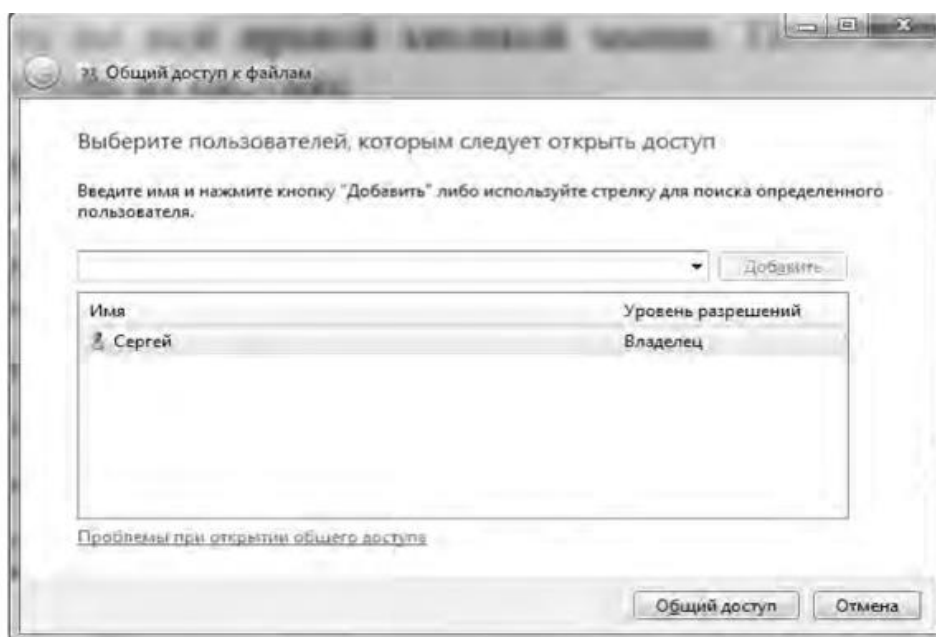 правой
Общий доступ к файлам
Выберите пользователей, которым следует открыть доступ
Введите имя и нажмите кнопку "Добавить" либо используйте стрелку для поиска определенного
пользователя.
Добавить
Имя Уровень разрешений
Сергей Владелец
Проблемы при открытии общего доступа
Общий доступ Отмена